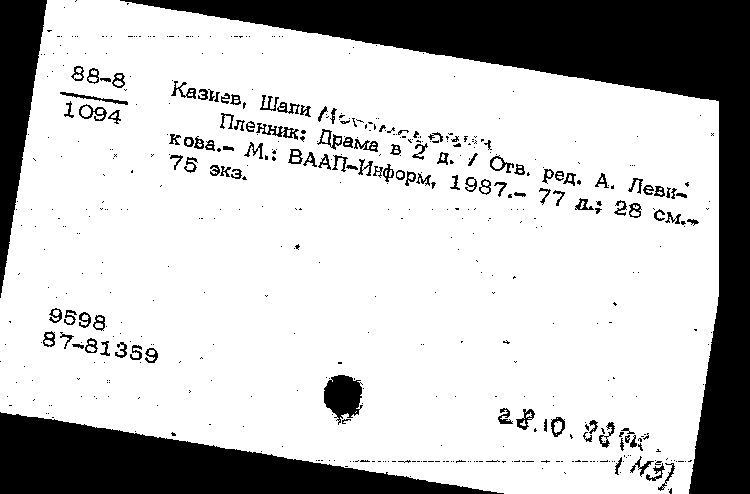 88-8
1094
Казиев, Шапи Магомедович
Пленник: Драма в 2 д. / Отв. ред. А. Леви-
кова.- М.: ВААП-Информ, 1987.- 77 л.; 28 см.-
75 экз.
9598
87-81359
28.10.88